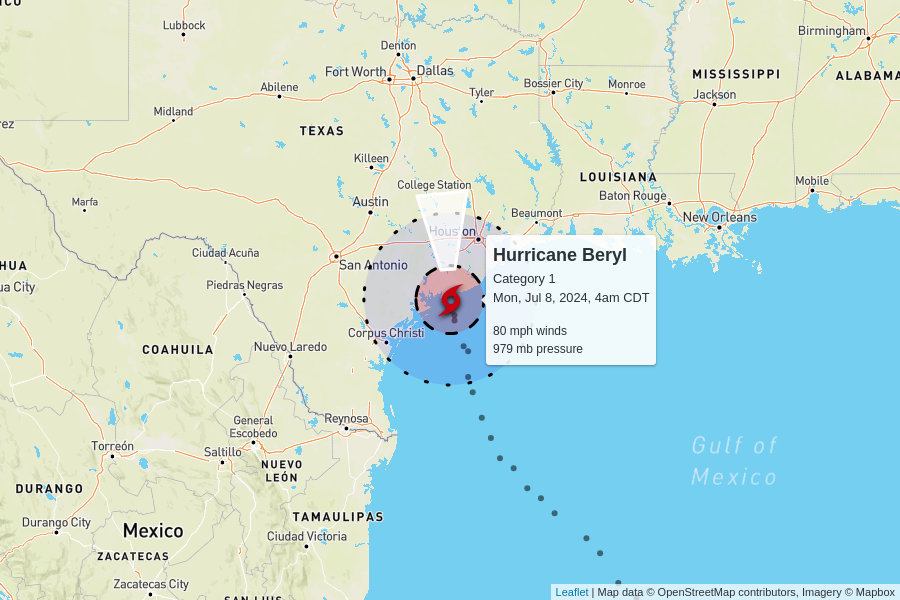 CO
Lubbock
Birmingham
Denton
Fort Worth
Dallas
MISSISSIPPI
ALABAMA
Abilene
Tyler
Bossier City
Monroe
Jackson
Midland
rez
TEXAS
Killeen
LOUISIANA
College Station
Mobile
Marfa
Austin
Baton Rouge
Beaumont
New Orleans
Houston
Ciudad Acuña
HUA
San Antonio
ua City
Piedras Negras
Hurricane Beryl
Category 1
Mon, Jul 8, 2024, 4am CDT
80 mph winds
979 mb pressure
Corpus Christi
COAHUILA
Nuevo Laredo
General
Escobedo
Reynosa
Torreón
Saltillo
Gulf of
Mexico
NUEVO
LEÓN
DURANGO
TAMAULIPAS
Durango City
Mexico
Ciudad Victoria
ZACATECAS
Zacatecas City
SAN LUIS
Leaflet | Map data © OpenStreetMap contributors, Imagery © Mapbox